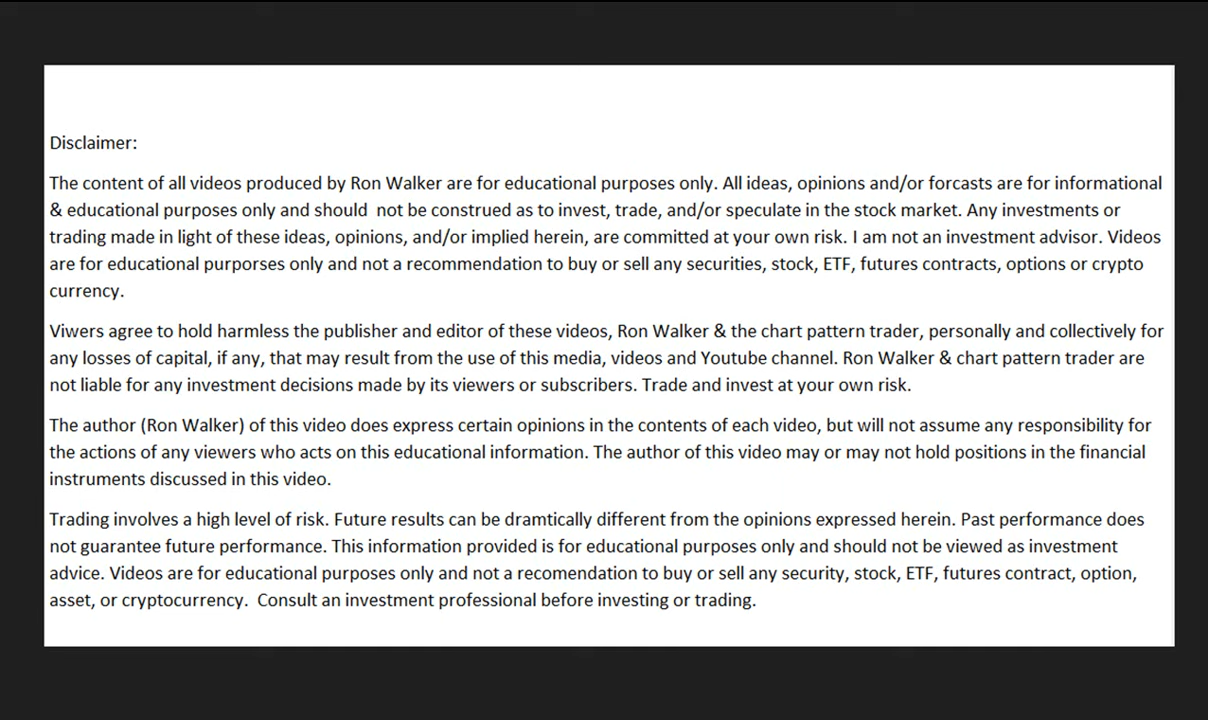 Disclaimer:
The content of all videos produced by Ron Walker are for educational purposes only. All ideas, opinions and/or forcasts are for informational
& educational purposes only and should  not be construed as to invest, trade, and/or speculate in the stock market. Any investments or
trading made in light of these ideas, opinions, and/or implied herein, are committed at your own risk. I am not an investment advisor. Videos
are for educational purporses only and not a recommendation to buy or sell any securities, stock, ETF, futures contracts, options or crypto
currency.
Viwers agree to hold harmless the publisher and editor of these videos, Ron Walker & the chart pattern trader, personally and collectively for
any losses of capital, if any, that may result from the use of this media, videos and Youtube channel. Ron Walker & chart pattern trader are
not liable for any investment decisions made by its viewers or subscribers. Trade and invest at your own risk.
The author (Ron Walker) of this video does express certain opinions in the contents of each video, but will not assume any responsibility for
the actions of any viewers who acts on this educational information. The author of this video may or may not hold positions in the financial
instruments discussed in this video.
Trading involves a high level of risk. Future results can be dramtically different from the opinions expressed herein. Past performance does
not guarantee future performance. This information provided is for educational purposes only and should not be viewed as investment
advice. Videos are for educational purposes only and not a recomendation to buy or sell any security, stock, ETF, futures contract, option,
asset, or cryptocurrency.  Consult an investment professional before investing or trading.